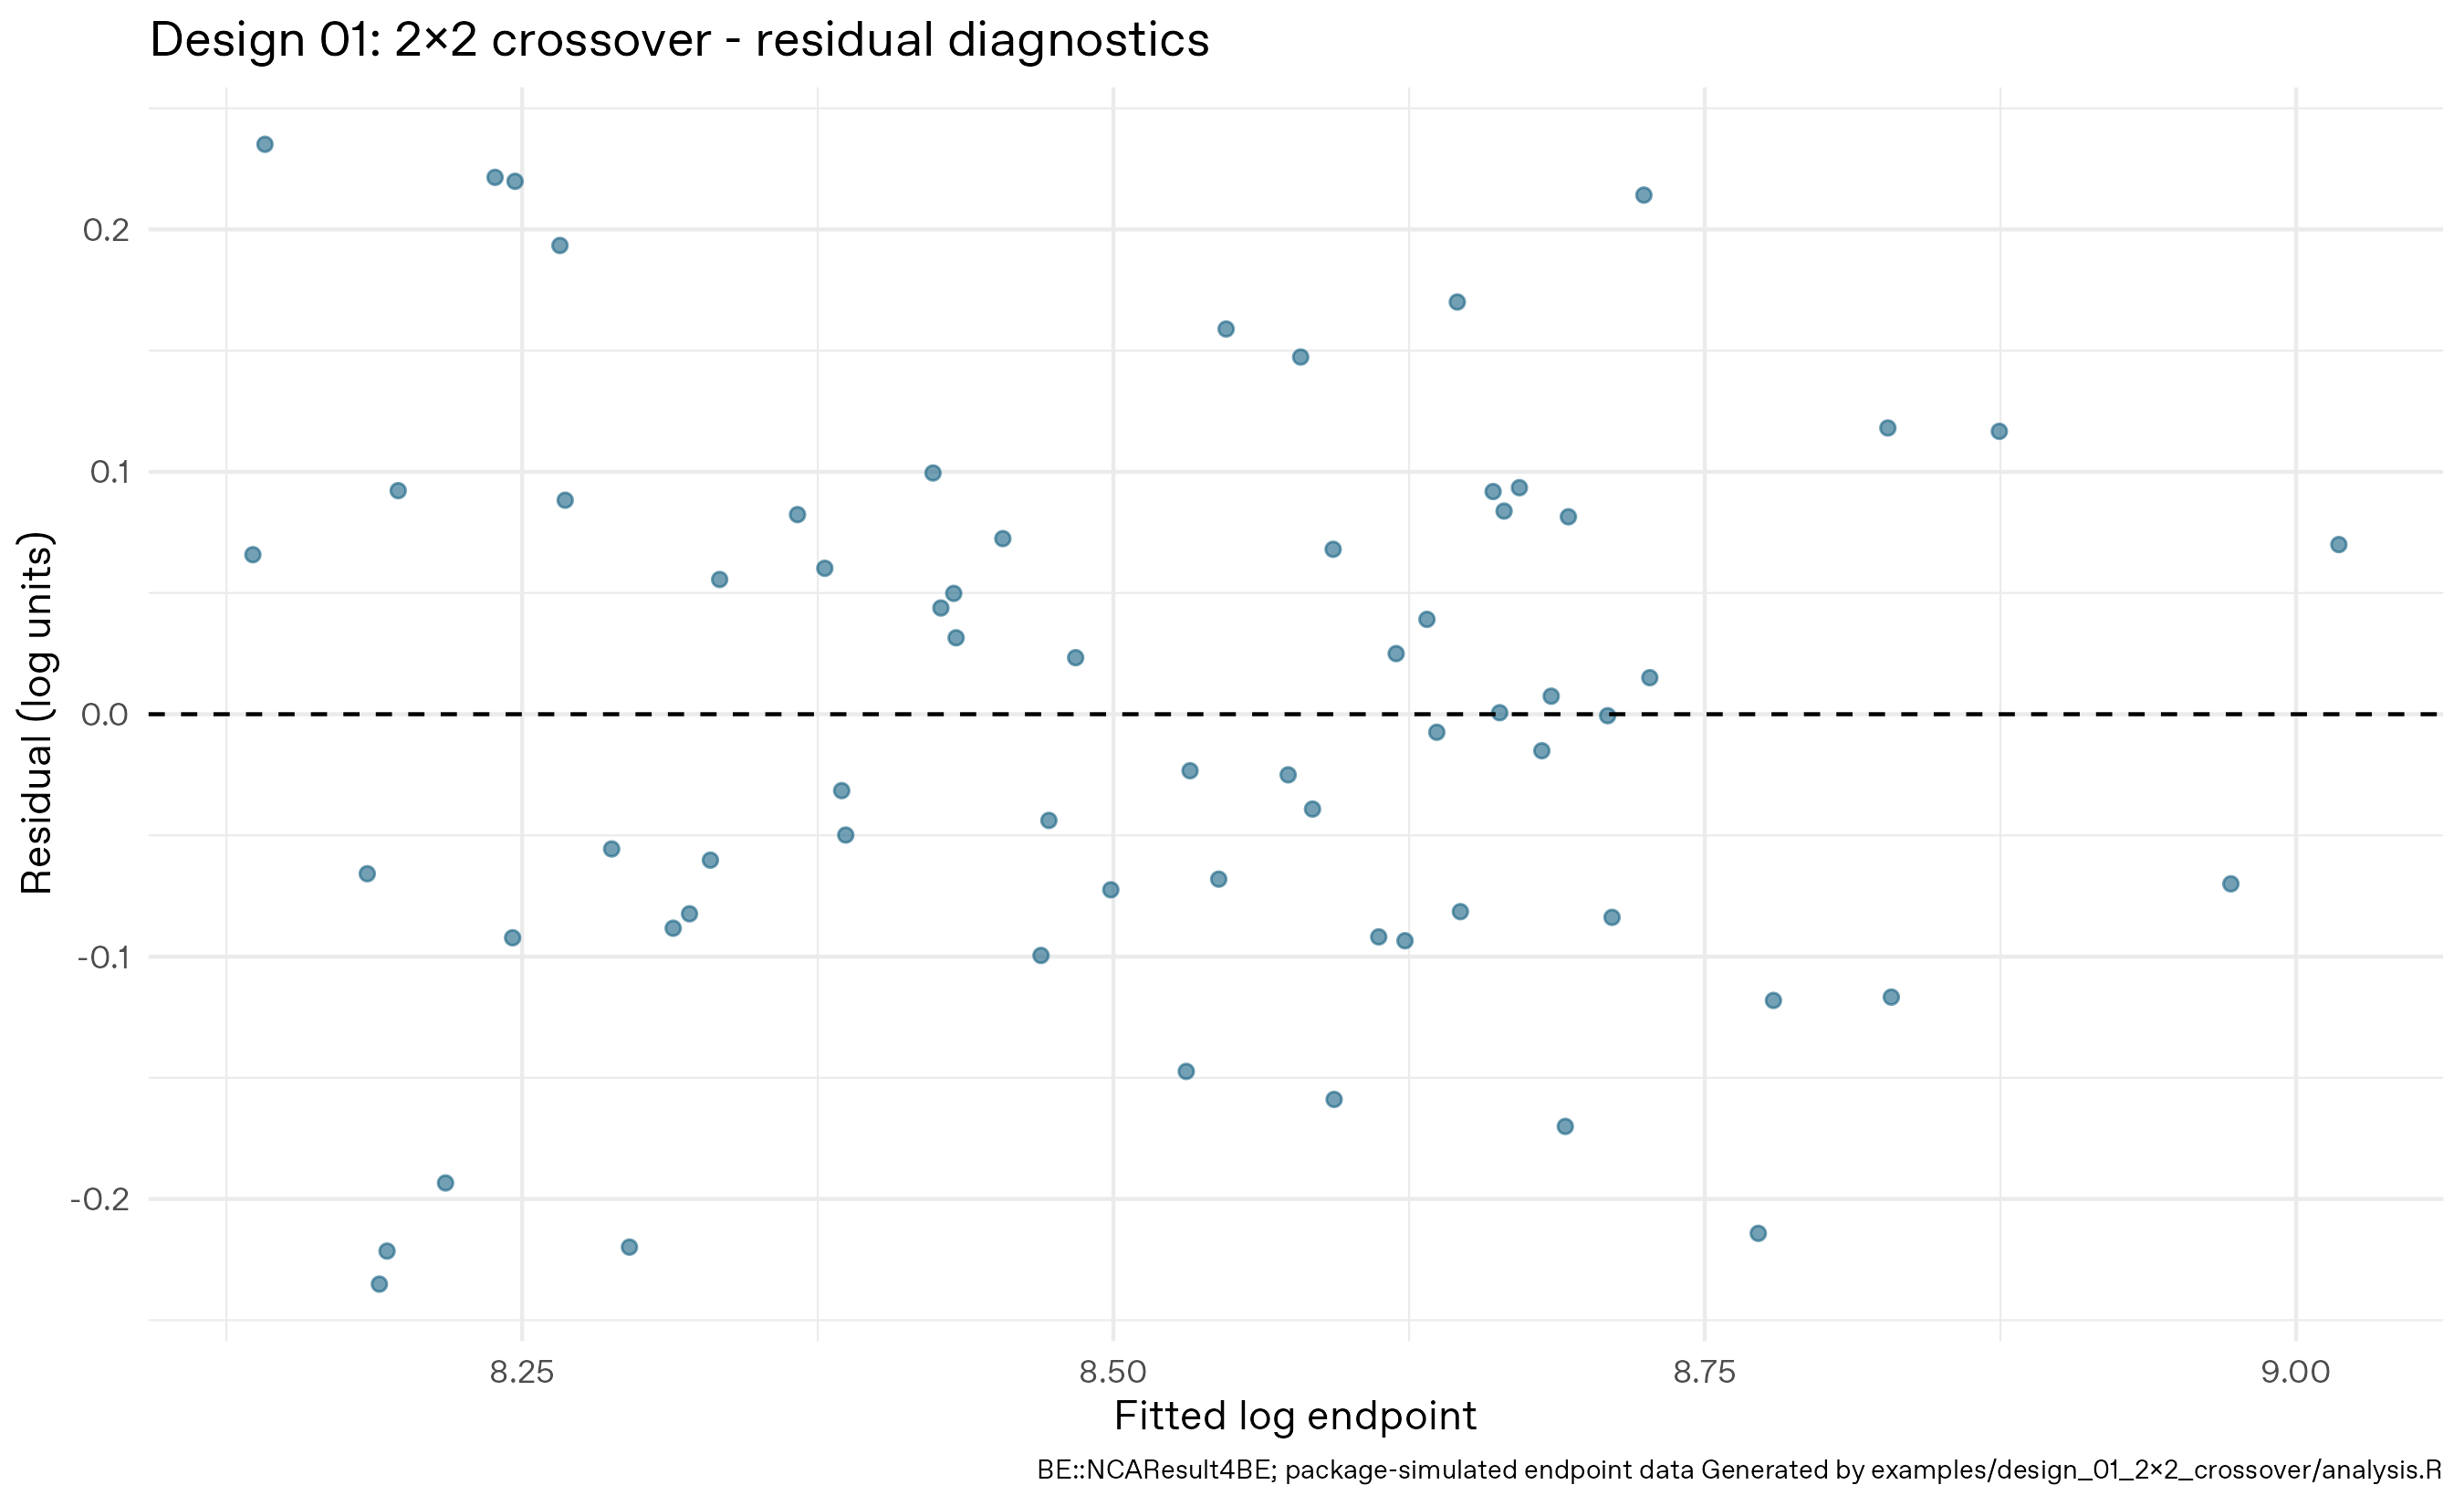 Design 01: 2×2 crossover - residual diagnostics
Residual (log units)
0.2
0.1
0.0
-0.1
-0.2
8.25 8.50 8.75 9.00
Fitted log endpoint
BE::NCAResult4BE; package-simulated endpoint data Generated by examples/design_01_2×2_crossover/analysis.R